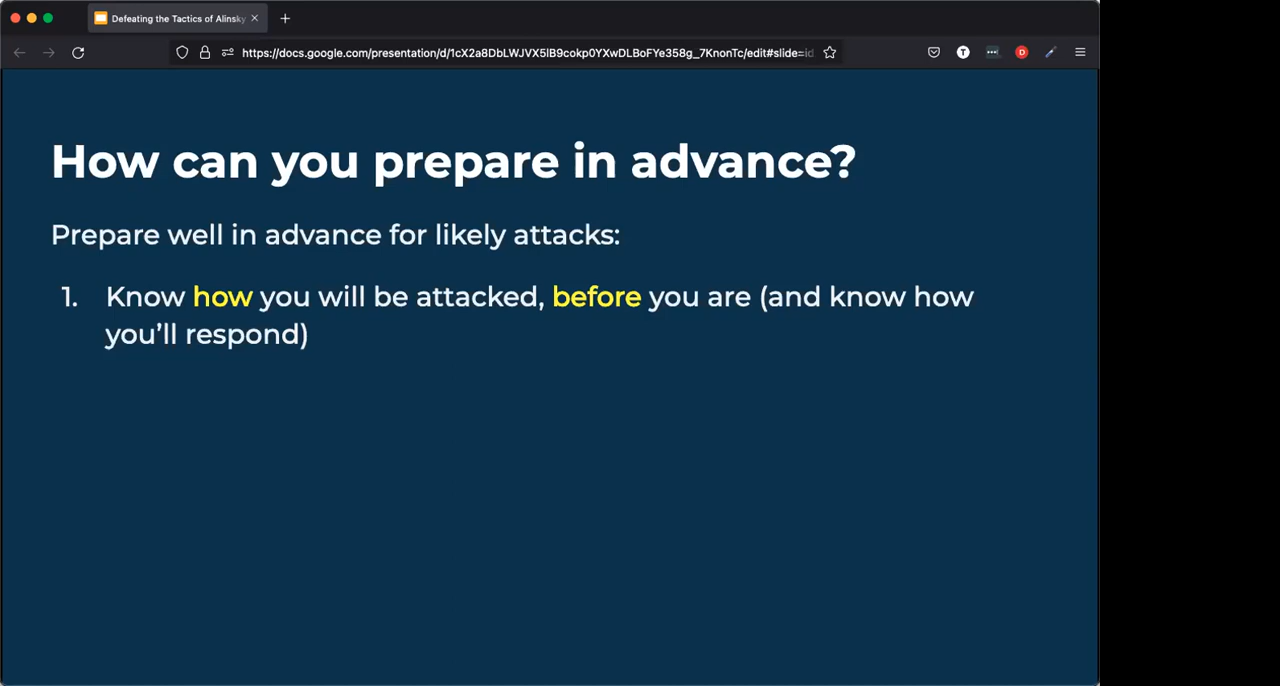 Defeating the Tactics of Alinsky
https://docs.google.com/presentation/d/1cX2a8DbLWJVX5lB9cokp0YXwDLBoFYe358g_7KnonTc/edit#slide=id
T
D
How can you prepare in advance?
Prepare well in advance for likely attacks:
1. Know how you will be attacked, before you are (and know how
you’ll respond)